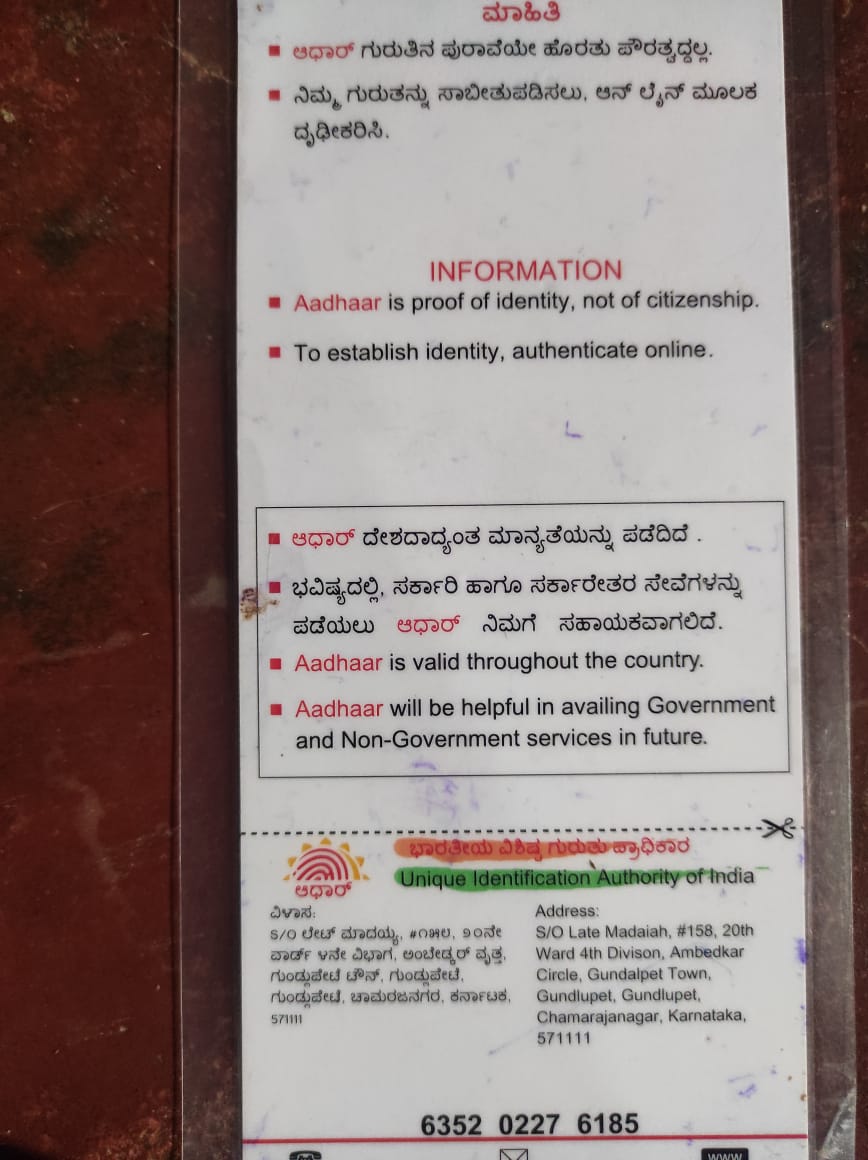 ಮಾಹಿತಿ
■ ಆಧಾರ್ ಗುರುತಿನ ಪುರಾವೆಯೇ ಹೊರತು ಪೌರತ್ವದ್ದಲ್ಲ.
■ ನಿಮ್ಮ ಗುರುತನ್ನು ಸಾಬೀತುಪಡಿಸಲು, ಆನ್ ಲೈನ್ ಮೂಲಕ
ದೃಢೀಕರಿಸಿ.
INFORMATION
■ Aadhaar is proof of identity, not of citizenship.
■ To establish identity, authenticate online.
■ ಆಧಾರ್ ದೇಶದಾದ್ಯಂತ ಮಾನ್ಯತೆಯನ್ನು ಪಡೆದಿದೆ .
■ ಭವಿಷ್ಯದಲ್ಲಿ, ಸರ್ಕಾರಿ ಹಾಗೂ ಸರ್ಕಾರೇತರ ಸೇವೆಗಳನ್ನು
ಪಡೆಯಲು ಆಧಾರ್ ನಿಮಗೆ ಸಹಾಯಕವಾಗಲಿದೆ.
■ Aadhaar is valid throughout the country.
■ Aadhaar will be helpful in availing Government
and Non-Government services in future.
ಭಾರತೀಯ ವಿಶಿಷ್ಟ ಗುರುತು ಪ್ರಾಧಿಕಾರ
Unique Identification Authority of India
ಆಧಾರ್
ವಿಳಾಸ:
S/O ಲೇಟ್ ಮಾದಯ್ಯ, #೧೫೮, ೨೦ನೇ
ವಾರ್ಡ್ ೪ನೇ ವಿಭಾಗ, ಅಂಬೇಡ್ಕರ್ ವೃತ್ತ,
ಗುಂಡ್ಲುಪೇಟೆ ಟೌನ್, ಗುಂಡ್ಲುಪೇಟೆ,
ಗುಂಡ್ಲುಪೇಟೆ, ಚಾಮರಾಜನಗರ, ಕರ್ನಾಟಕ,
571111
Address:
S/O Late Madaiah, #158, 20th
Ward 4th Divison, Ambedkar
Circle, Gundalpet Town,
Gundlupet, Gundlupet,
Chamarajanagar, Karnataka,
571111
6352 0227 6185
www